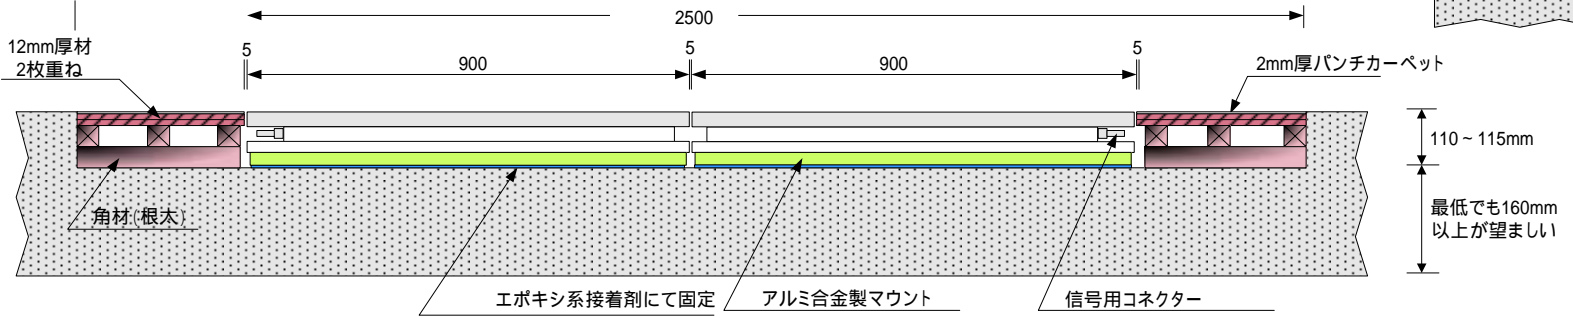 2500
12mm厚材
2枚重ね
5
900
5
900
5
2mm厚パンチカーペット
110～115mm
角材(根太)
最低でも160mm
以上が望ましい
エポキシ系接着剤にて固定
アルミ合金製マウント
信号用コネクター